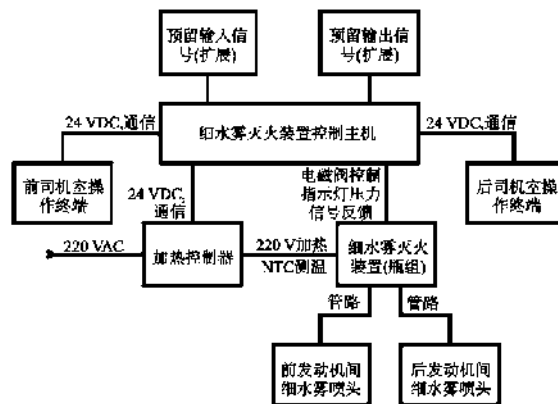 预留输入信
号(扩展)
预留输出信
号(扩展)
24 VDC,通信
细水雾灭火装置控制主机
24 VDC,通信
前司机室操
作终端
24 VDC,
通信
电磁阀控制
指示灯压力
信号反馈
后司机室操
作终端
220 VAC
加热控制器
220 V加热
NTC测温
细水雾灭火
装置(瓶组)
管路
管路
前发动机间
细水雾喷头
后发动机间
细水雾喷头